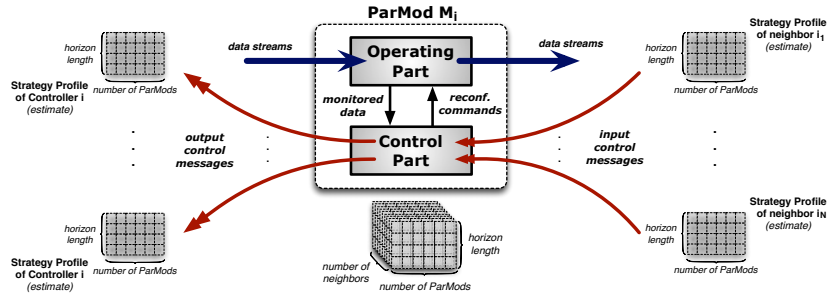 ParMod Mi
data streams
Operating
Part
data streams
monitored
data
reconf.
commands
Control
Part
horizon
length
number of ParMods
Strategy Profile
of Controller i
(estimate)
output
control
messages
horizon
length
number of ParMods
Strategy Profile
of Controller i
(estimate)
horizon
length
number of
neighbors
number of ParMods
Strategy Profile
of neighbor i1
(estimate)
horizon
length
number of ParMods
input
control
messages
Strategy Profile
of neighbor iN
(estimate)
horizon
length
number of ParMods